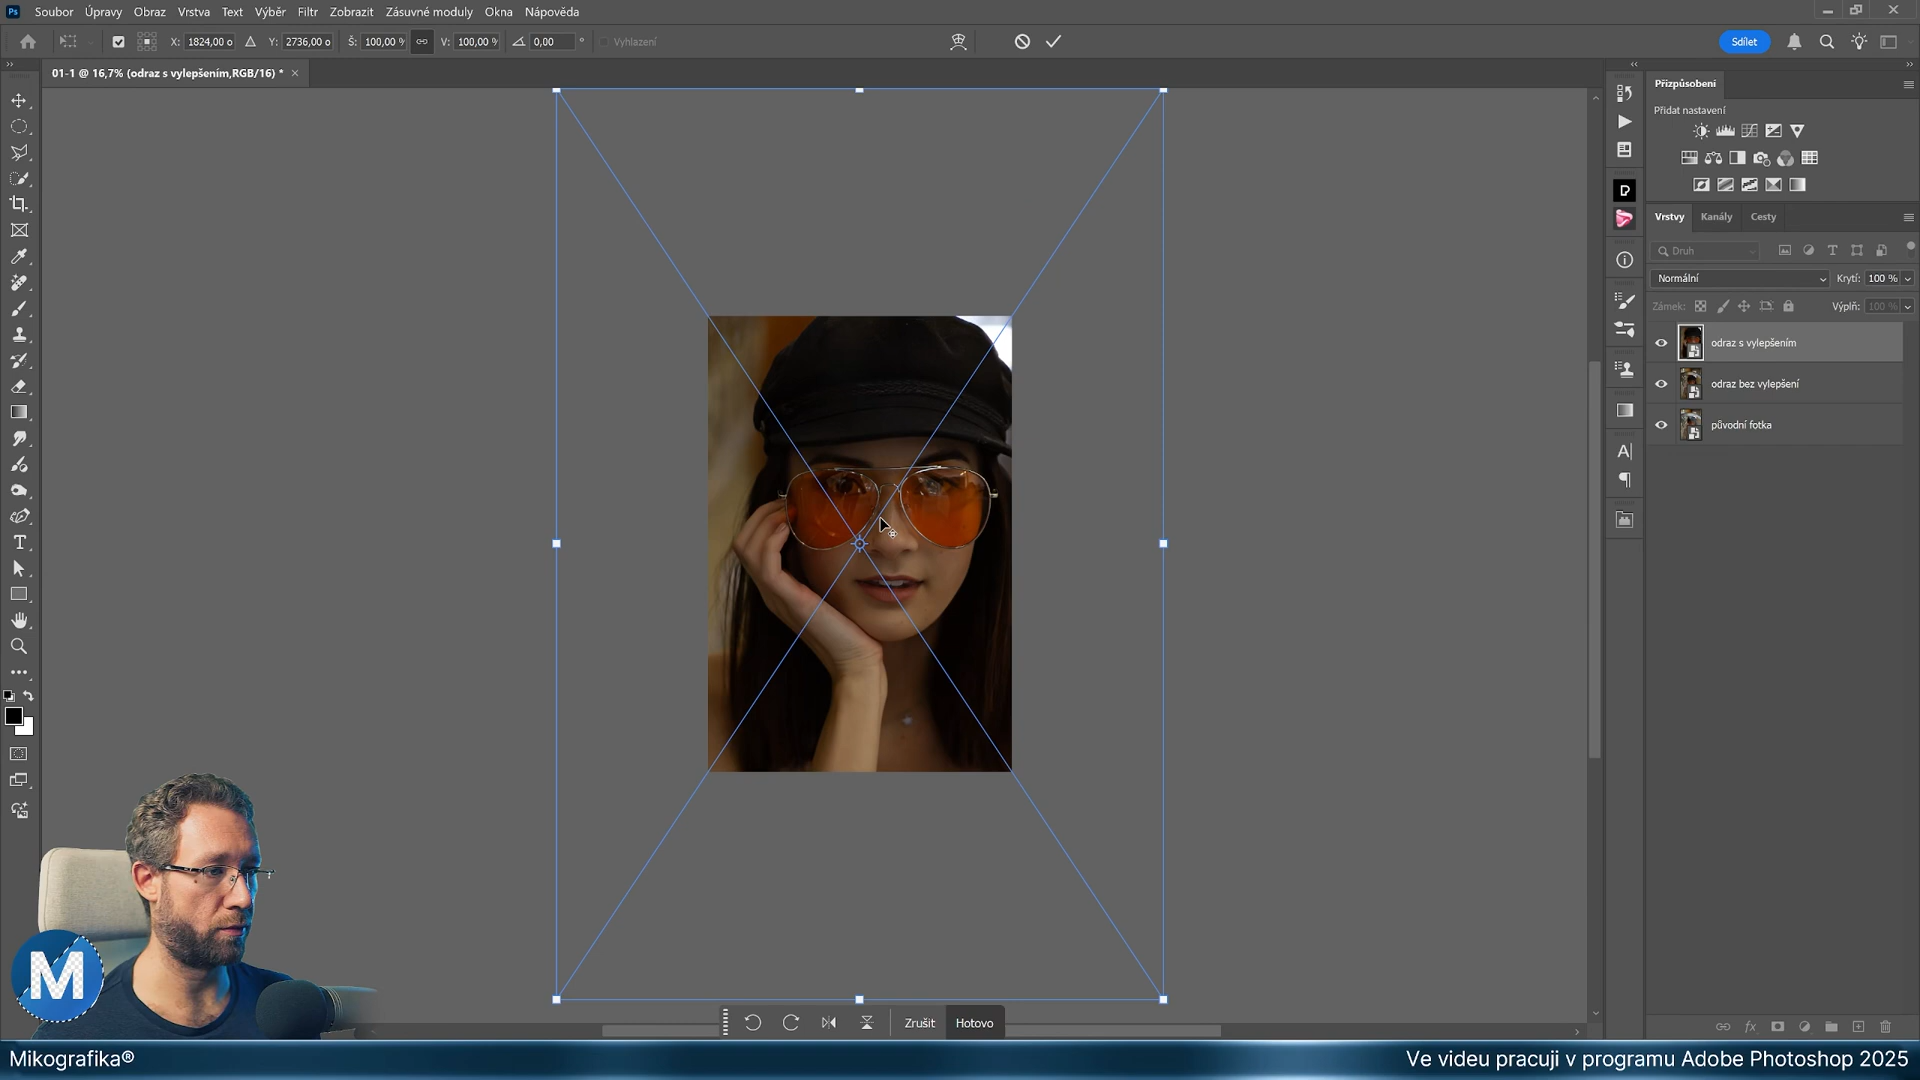 Ps Soubor Úpravy Obraz Vrstva Text Výběr Filtr Zobrazit Zásuvné moduly Okna Nápověda
X: 1824,00 o Y: 2736,00 o Š: 100,00 % V: 100,00 % 0,00 ° Vyhlazení Sdílet
01-1 @ 16,7% (odraz s vylepšením,RGB/16) *
Přizpůsobení
Přidat nastavení
Vrstvy Kanály Cesty
Druh
Normální Krytí: 100 %
Zámek: Výplň: 100 %
odraz s vylepšením
odraz bez vylepšení
původní fotka
Zrušit Hotovo
M
Mikografika®
Ve videu pracuji v programu Adobe Photoshop 2025